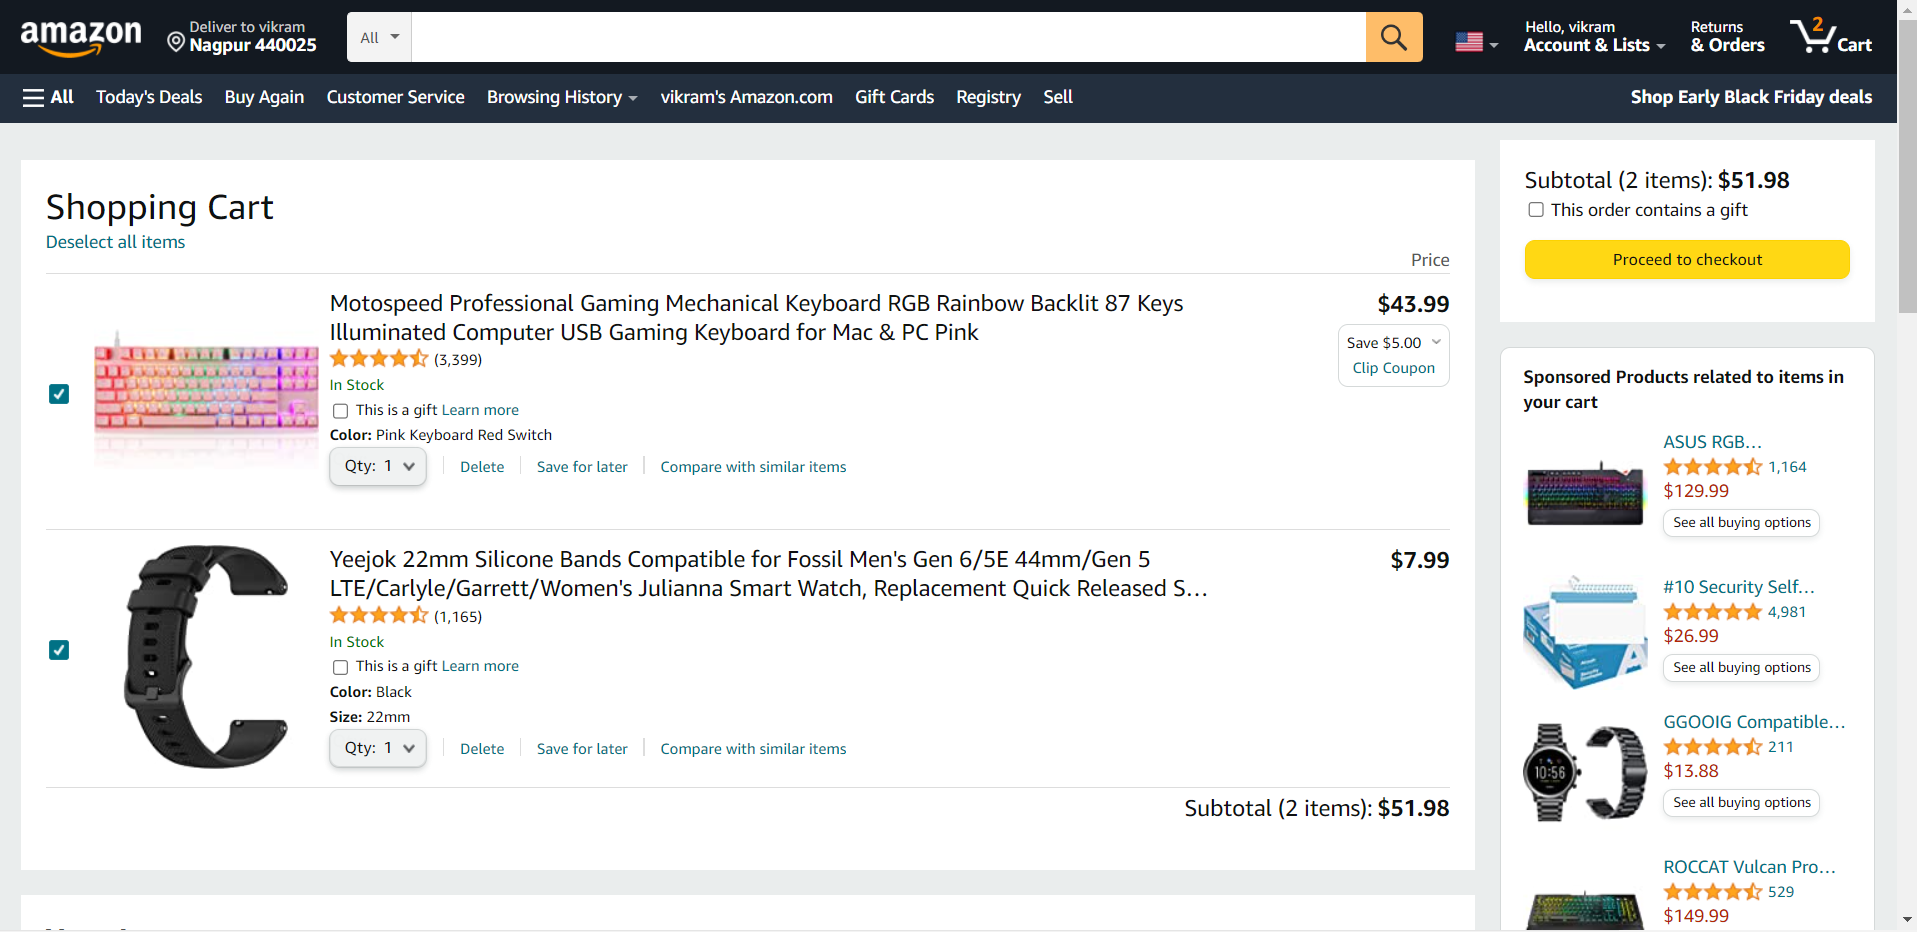 amazon
Deliver to vikram
Nagpur 440025
All
Hello, vikram
Account & Lists
Returns
& Orders
2
Cart
All
Today's Deals
Buy Again
Customer Service
Browsing History
vikram's Amazon.com
Gift Cards
Registry
Sell
Shop Early Black Friday deals
Shopping Cart
Deselect all items
Price
Motospeed Professional Gaming Mechanical Keyboard RGB Rainbow Backlit 87 Keys
Illuminated Computer USB Gaming Keyboard for Mac & PC Pink
$43.99
Save $5.00
Clip Coupon
(3,399)
In Stock
This is a gift Learn more
Color: Pink Keyboard Red Switch
Qty: 1
Delete
Save for later
Compare with similar items
Yeejok 22mm Silicone Bands Compatible for Fossil Men's Gen 6/5E 44mm/Gen 5
LTE/Carlyle/Garrett/Women's Julianna Smart Watch, Replacement Quick Released S…
$7.99
(1,165)
In Stock
This is a gift Learn more
Color: Black
Size: 22mm
Qty: 1
Delete
Save for later
Compare with similar items
Subtotal (2 items): $51.98
Subtotal (2 items): $51.98
This order contains a gift
Proceed to checkout
Sponsored Products related to items in
your cart
ASUS RGB…
1,164
$129.99
See all buying options
#10 Security Self…
4,981
$26.99
See all buying options
A
GGOOIG Compatible…
211
$13.88
See all buying options
10:56
ROCCAT Vulcan Pro…
529
$149.99